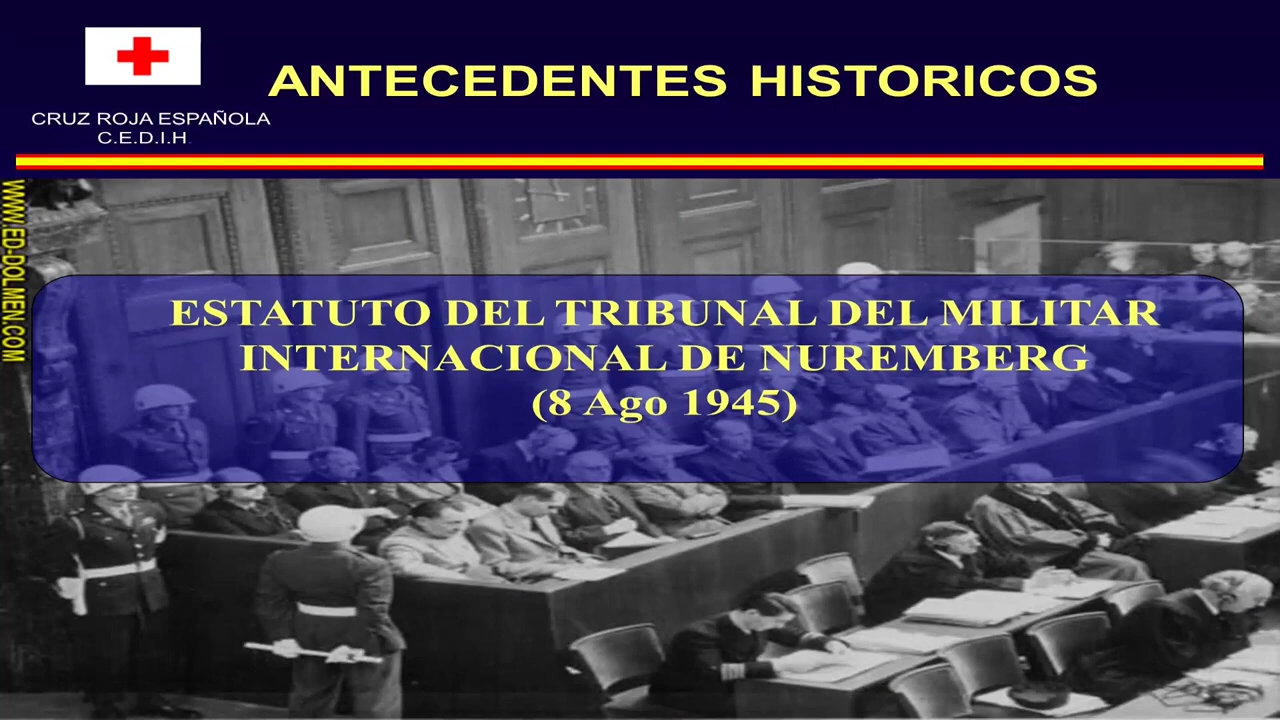 ANTECEDENTES HISTORICOS
CRUZ ROJA ESPAÑOLA
C.E.D.I.H.
WWW.ED-DOLMEN.COM
ESTATUTO DEL TRIBUNAL DEL MILITAR
INTERNACIONAL DE NUREMBERG
(8 Ago 1945)